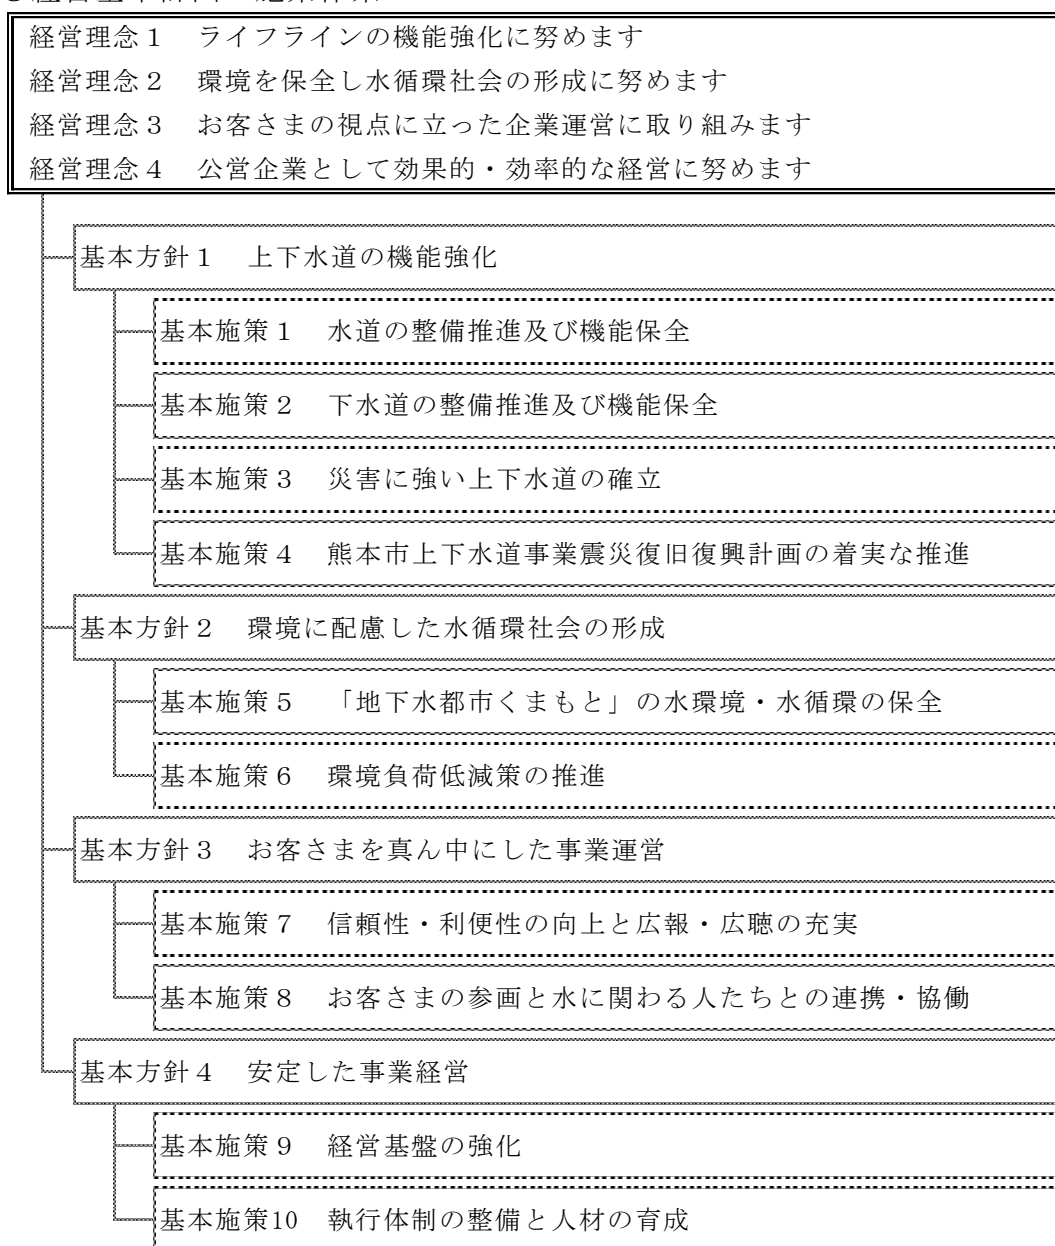 経営理念１　ライフラインの機能強化に努めます
経営理念２　環境を保全し水循環社会の形成に努めます
経営理念３　お客さまの視点に立った企業運営に取り組みます
経営理念４　公営企業として効果的・効率的な経営に努めます
基本方針１　上下水道の機能強化
基本施策１　水道の整備推進及び機能保全
基本施策２　下水道の整備推進及び機能保全
基本施策３　災害に強い上下水道の確立
基本施策４　熊本市上下水道事業震災復旧復興計画の着実な推進
基本方針２　環境に配慮した水循環社会の形成
基本施策５　「地下水都市くまもと」の水環境・水循環の保全
基本施策６　環境負荷低減策の推進
基本方針３　お客さまを真ん中にした事業運営
基本施策７　信頼性・利便性の向上と広報・広聴の充実
基本施策８　お客さまの参画と水に関わる人たちとの連携・協働
基本方針４　安定した事業経営
基本施策９　経営基盤の強化
基本施策10　執行体制の整備と人材の育成